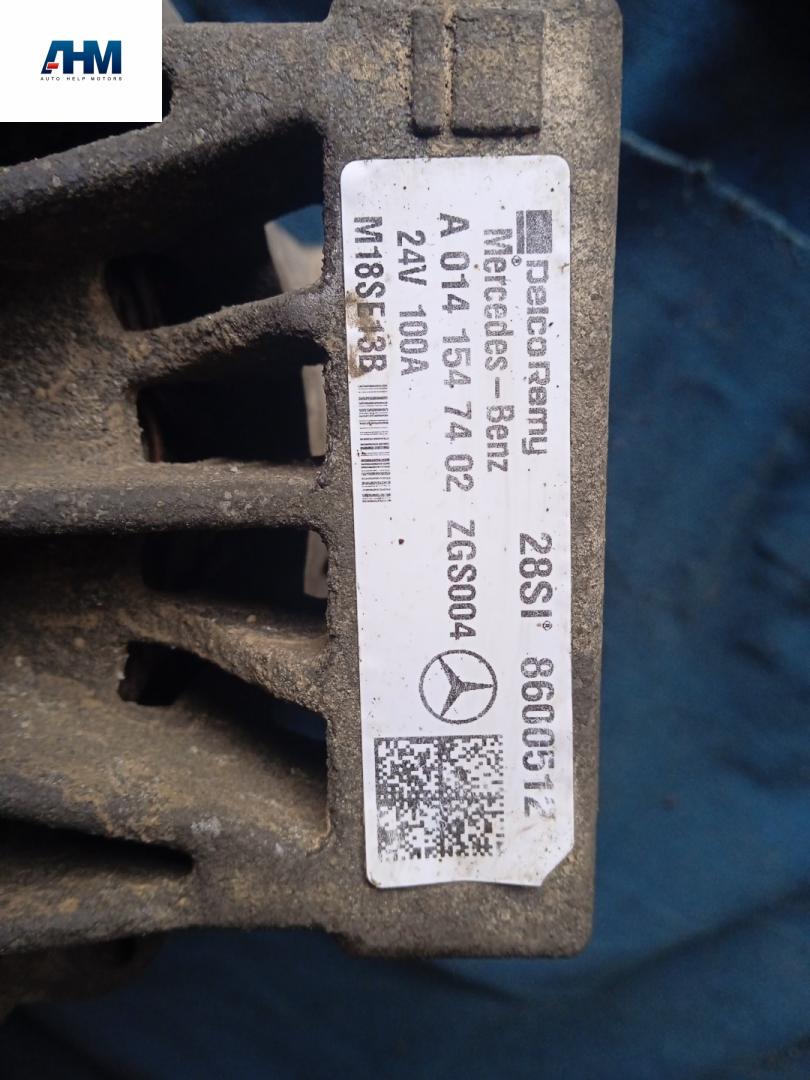 AHM
AUTO HELP MOTORS
DelcoRemy 28SI® 8600512
Mercedes-Benz
A 014 154 74 02 ZGS004
24V 100A
M18SE13B